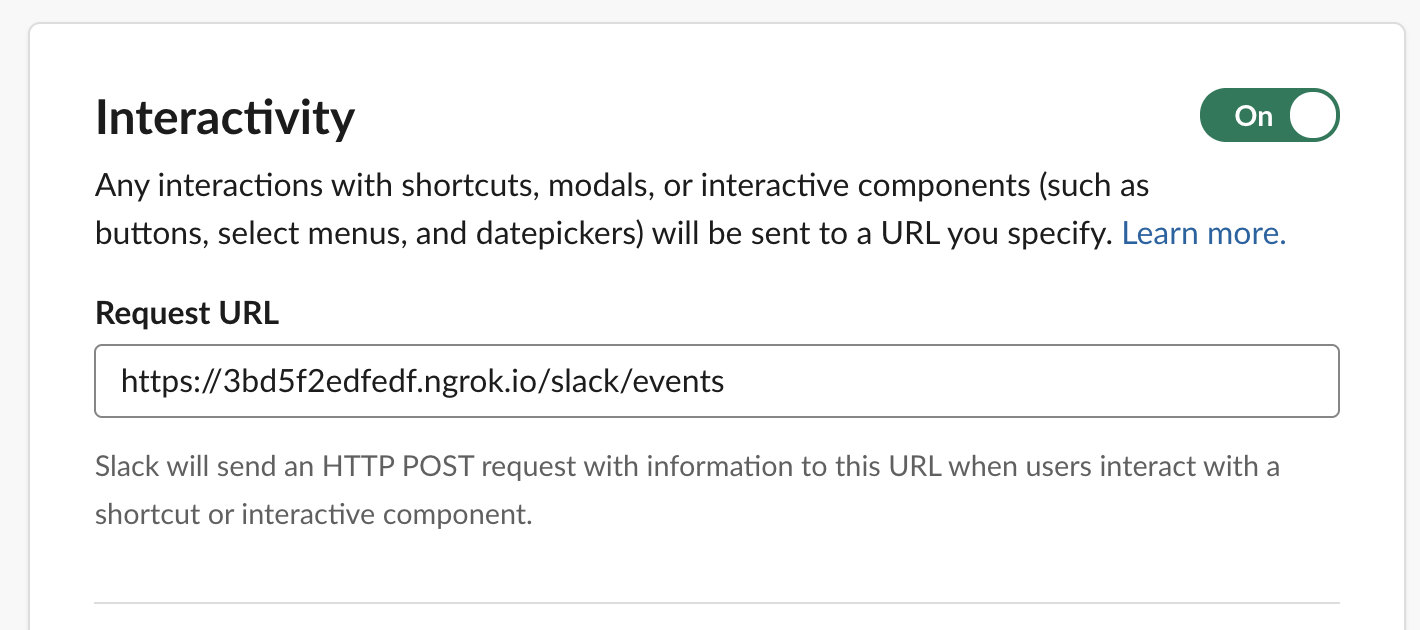 Interactivity
On
Any interactions with shortcuts, modals, or interactive components (such as
buttons, select menus, and datepickers) will be sent to a URL you specify. Learn more.
Request URL
https://3bd5f2edfedf.ngrok.io/slack/events
Slack will send an HTTP POST request with information to this URL when users interact with a
shortcut or interactive component.